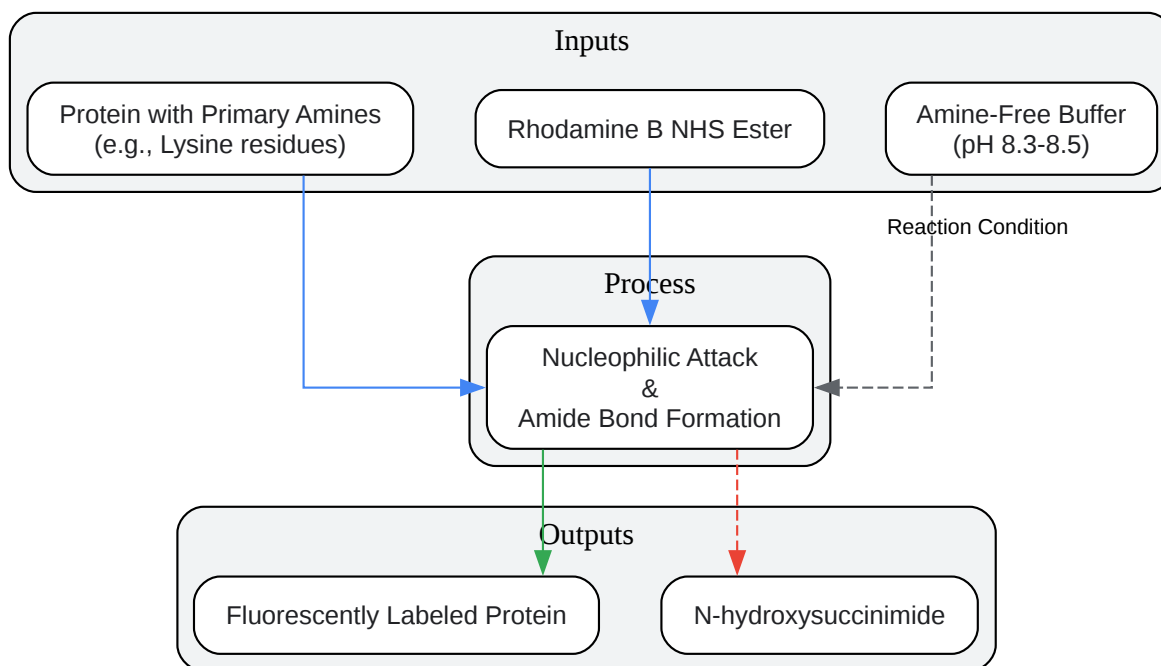 Inputs
Protein with Primary Amines
(e.g., Lysine residues)
Rhodamine B NHS Ester
Amine-Free Buffer
(pH 8.3-8.5)
Reaction Condition
Process
Nucleophilic Attack
&
Amide Bond Formation
Outputs
Fluorescently Labeled Protein
N-hydroxysuccinimide